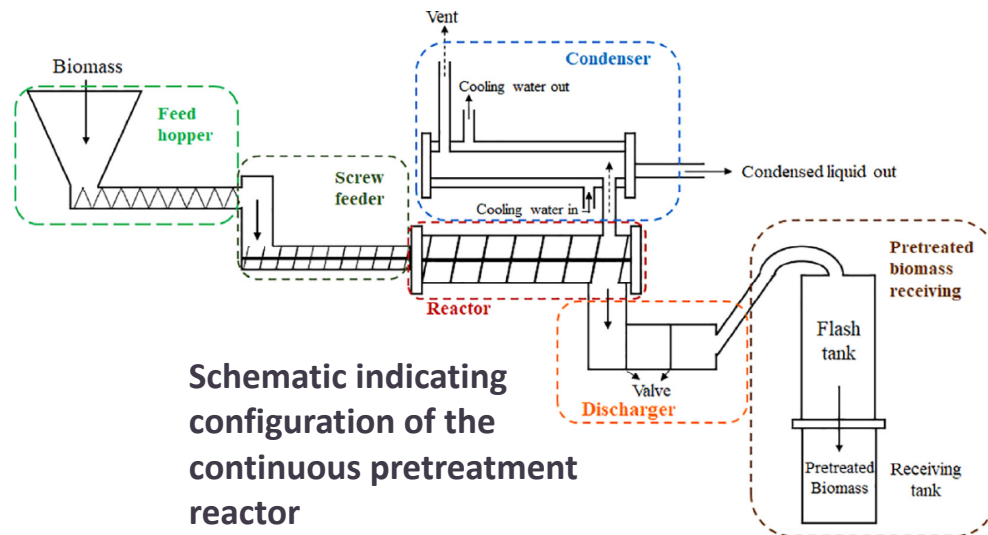 Vent
Biomass
Condenser
Cooling water out
Feed
hopper
Screw
feeder
Condensed liquid out
Cooling water in
Pretreated
biomass
receiving
Reactor
Flash
tank
Valve
Discharger
Pretreated
Biomass
Receiving
tank
Schematic indicating
configuration of the
continuous pretreatment
reactor